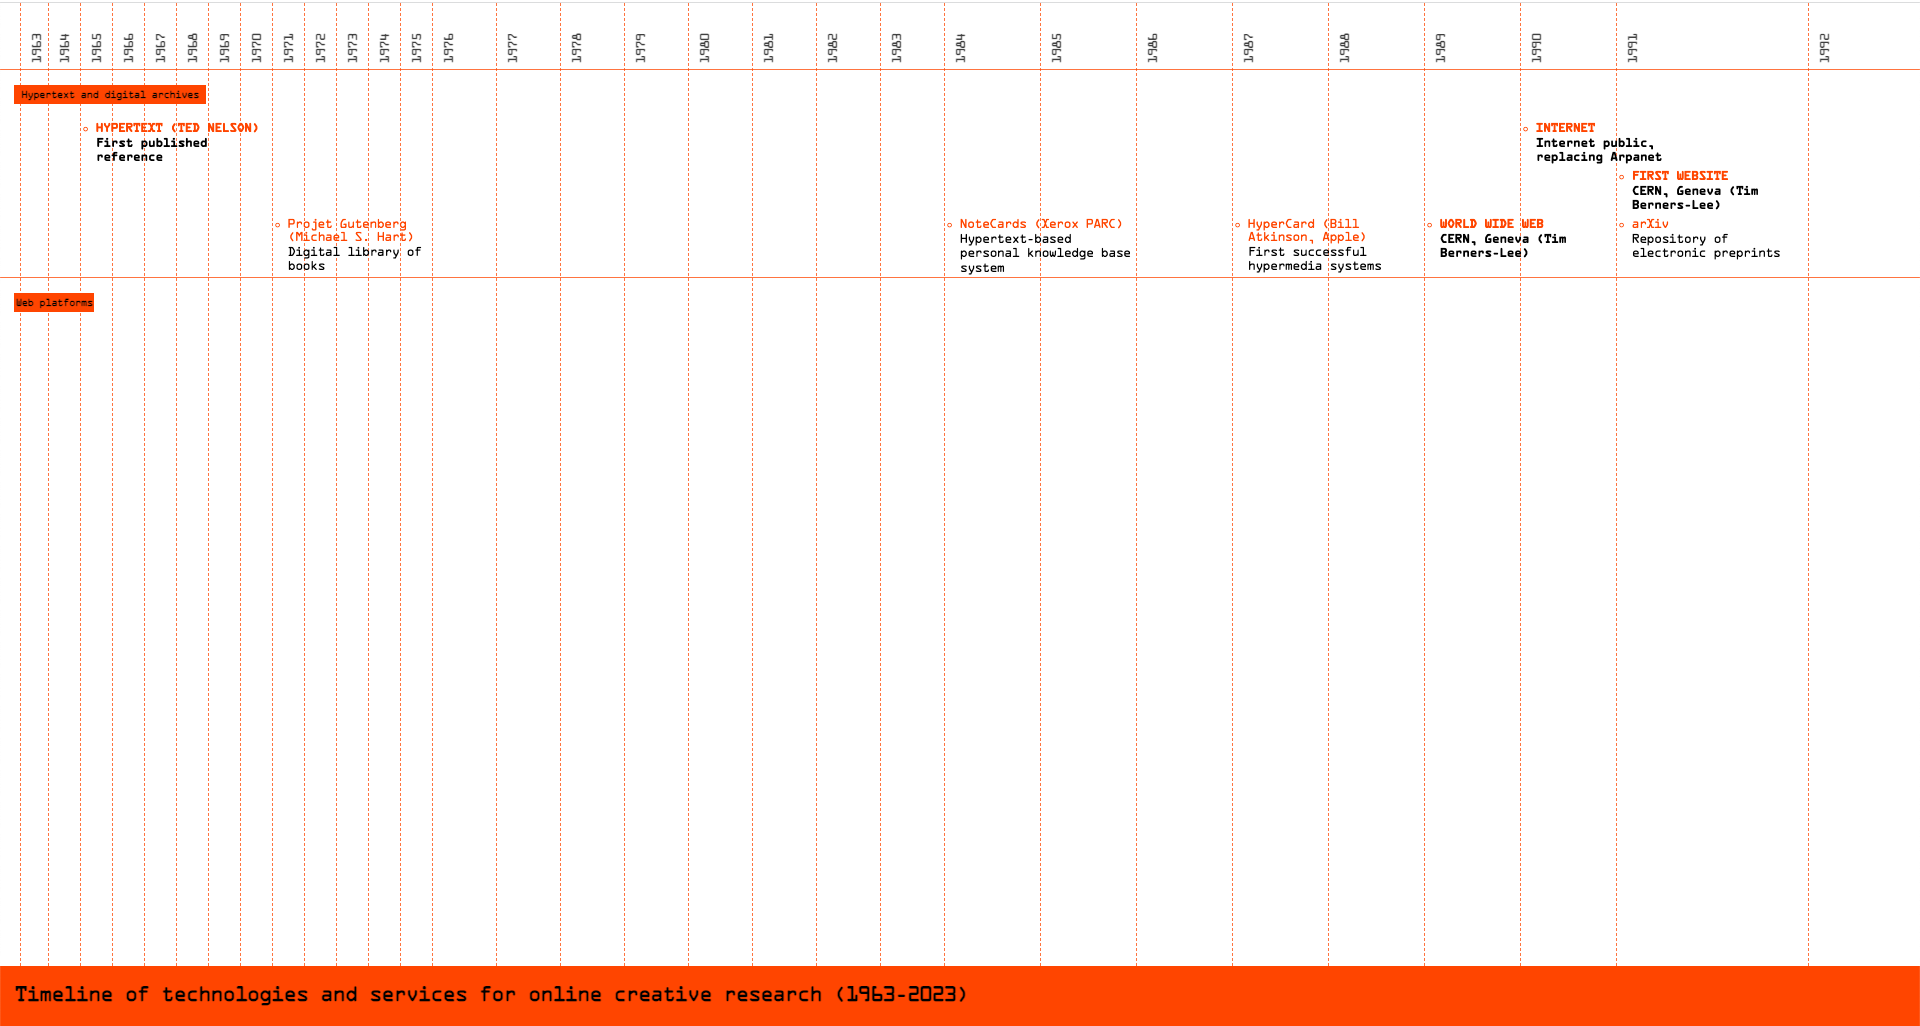 1963
1964
1965
1966
1967
1968
1969
1970
1971
1972
1973
1974
1975
1976
1977
1978
1979
1980
1981
1982
1983
1984
1985
1986
1987
1988
1989
1990
1991
1992
Hypertext and digital archives
HYPERTEXT (TED NELSON)
First published
reference
INTERNET
Internet public,
replacing Arpanet
FIRST WEBSITE
CERN, Geneva (Tim
Berners-Lee)
Projet Gutenberg
(Michael S. Hart)
Digital library of
books
NoteCards (Xerox PARC)
Hypertext-based
personal knowledge base
system
HyperCard (Bill
Atkinson, Apple)
First successful
hypermedia systems
WORLD WIDE WEB
CERN, Geneva (Tim
Berners-Lee)
arXiv
Repository of
electronic preprints
Web platforms
Timeline of technologies and services for online creative research (1963-2023)